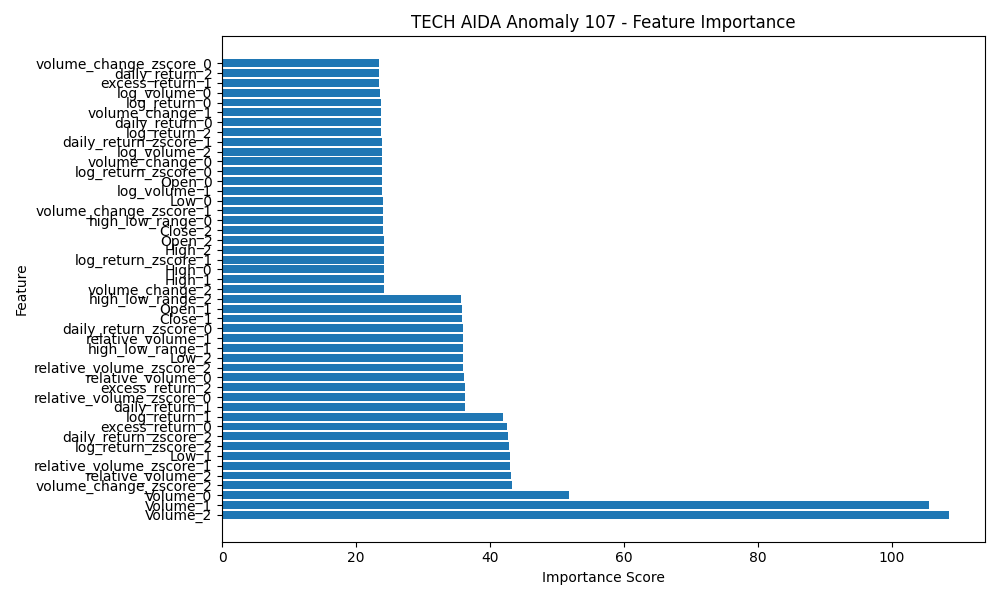 TECH AIDA Anomaly 107 - Feature Importance
volume_change_zscore_0
daily_return_2
excess_return_1
log_volume_0
log_return_0
volume_change_1
daily_return_0
log_return_2
daily_return_zscore_1
log_volume_2
volume_change_0
log_return_zscore_0
Open_0
log_volume_1
Low_0
volume_change_zscore_1
high_low_range_0
Close_2
Open_2
High_2
log_return_zscore_1
High_0
High_1
volume_change_2
high_low_range_2
Open_1
Close_1
daily_return_zscore_0
relative_volume_1
high_low_range_1
Low_2
relative_volume_zscore_2
relative_volume_0
excess_return_2
relative_volume_zscore_0
daily_return_1
log_return_1
excess_return_0
daily_return_zscore_2
log_return_zscore_2
Low_1
relative_volume_zscore_1
relative_volume_2
volume_change_zscore_2
Volume_0
Volume_1
Volume_2
Feature
0 20 40 60 80 100
Importance Score